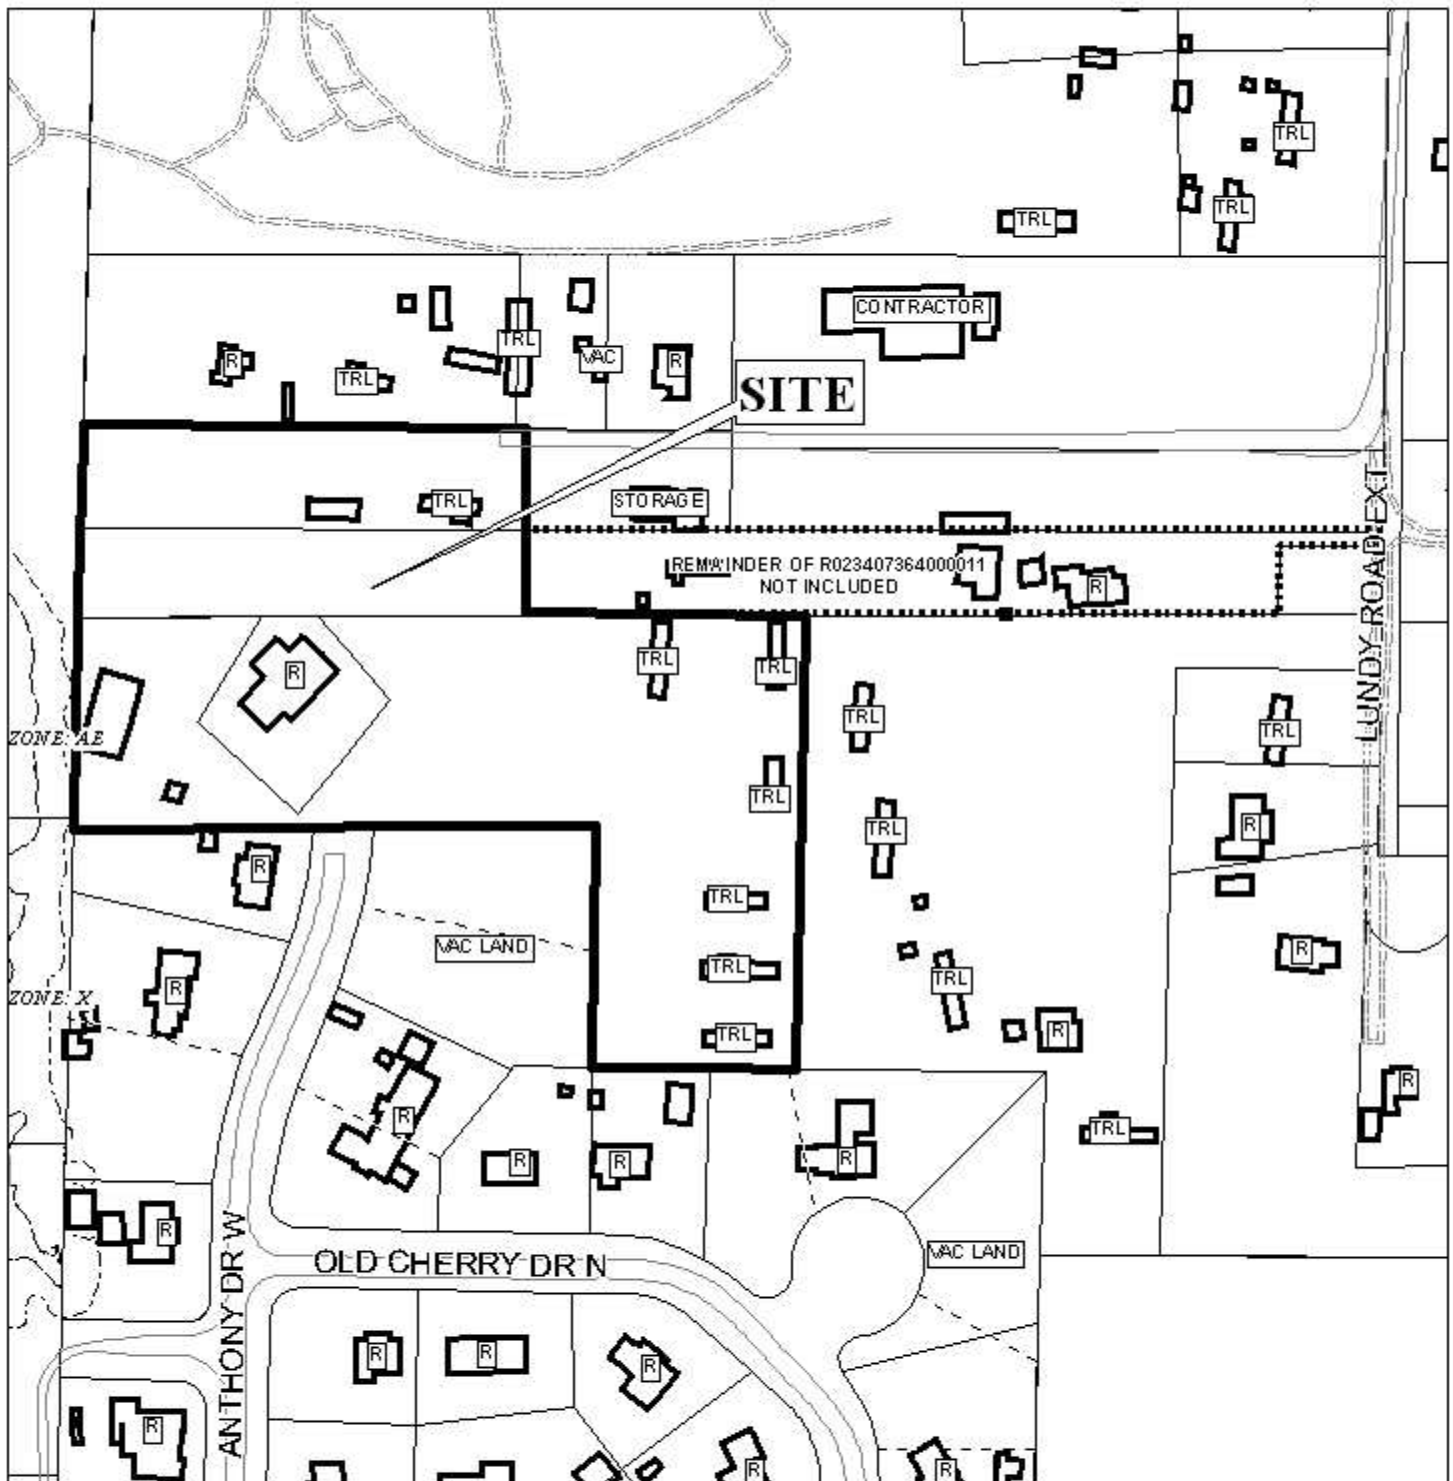 TRL
TRL
TRL
CONTRACTOR
TRL
VAC
R
R
TRL
SITE
TRL
STORAGE
REMAINDER OF R023407364000011
NOT INCLUDED
R
LUNDY ROAD EXT
R
TRL
TRL
TRL
TRL
ZONE: AE
TRL
R
TRL
R
TRL
VAC LAND
R
TRL
TRL
R
ZONE: X
R
TRL
R
R
R
TRL
R
R
R
R
ANTHONY DR W
OLD CHERRY DR N
VAC LAND
R
R
R
R
R
R